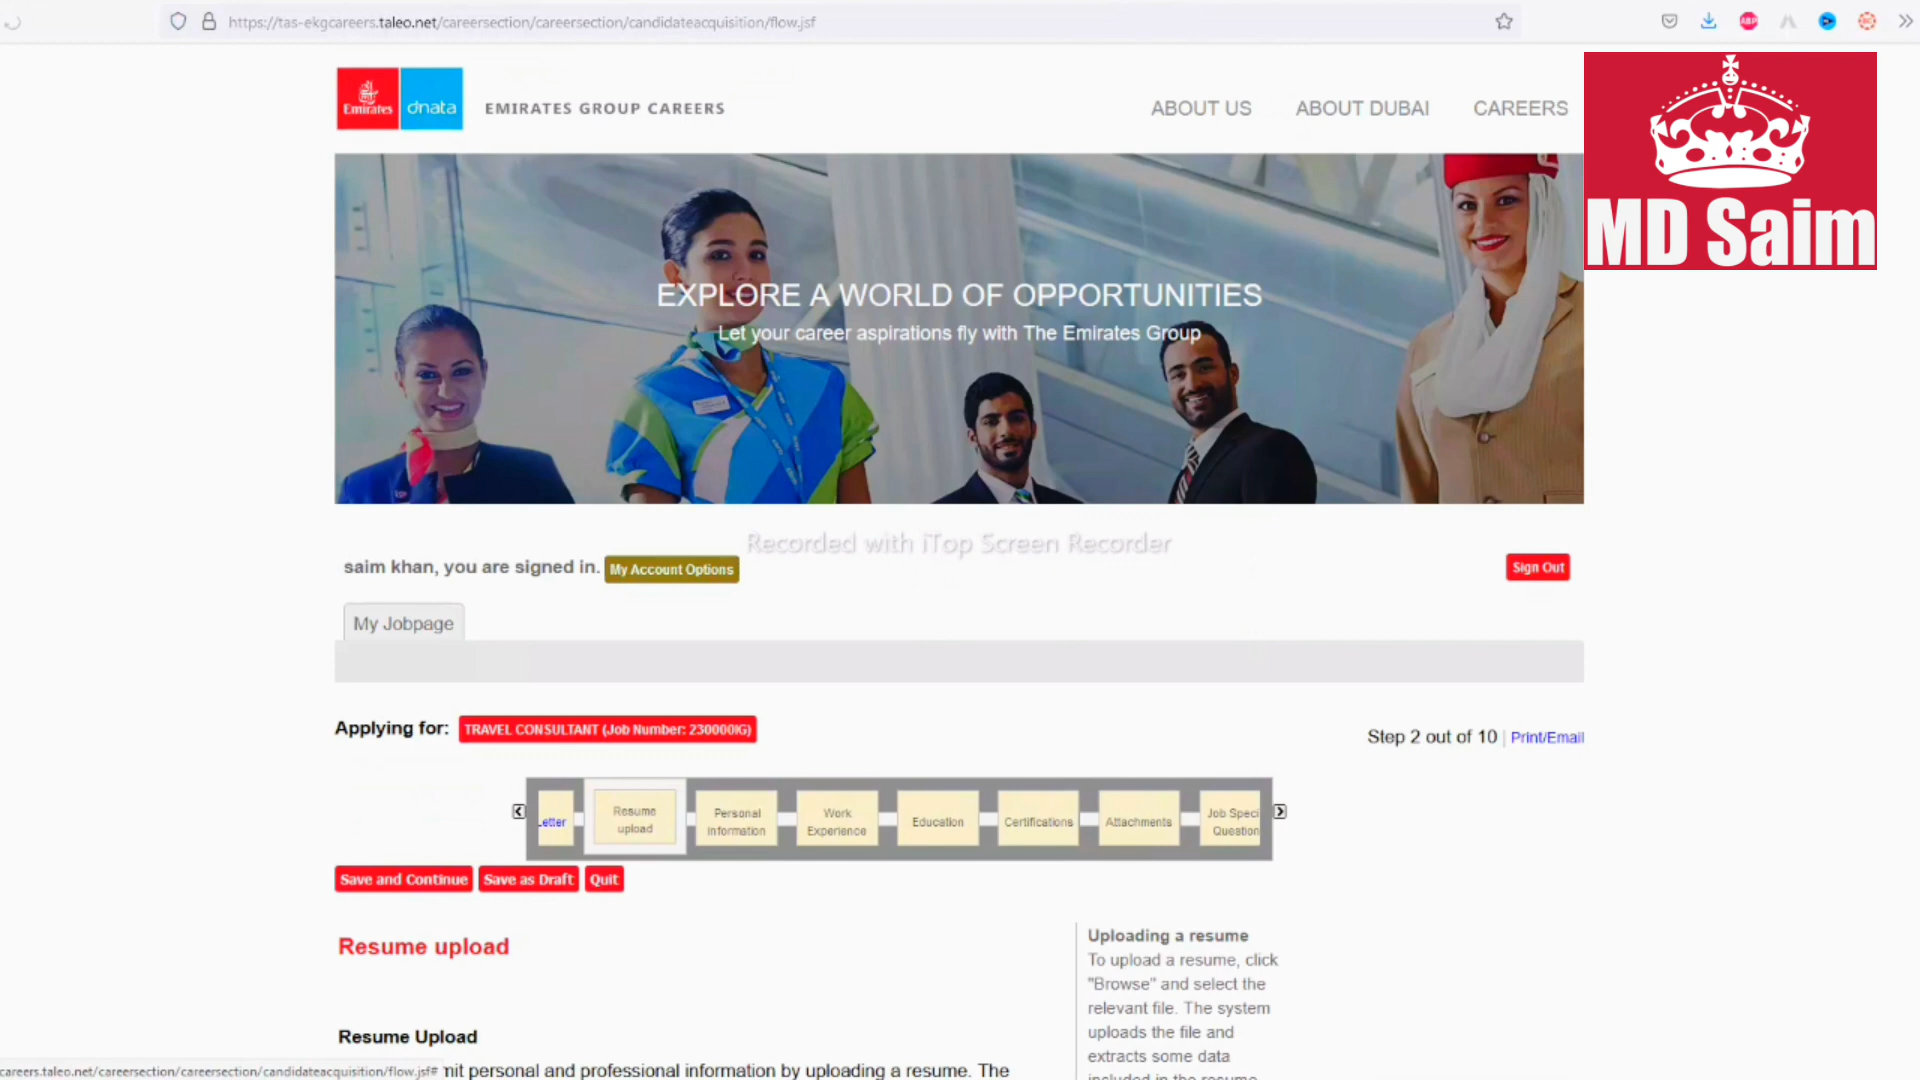 https://tas-ekgcareers.taleo.net/careersection/careersection/candidateacquisition/flow.jsf
ABP
Emirates
dnata
EMIRATES GROUP CAREERS
ABOUT US
ABOUT DUBAI
CAREERS
MD Saim
EXPLORE A WORLD OF OPPORTUNITIES
Let your career aspirations fly with The Emirates Group
Recorded with iTop Screen Recorder
saim khan, you are signed in.
My Account Options
Sign Out
My Jobpage
Applying for:
TRAVEL CONSULTANT (Job Number: 230000IG)
Step 2 out of 10 | Print/Email
Letter
Resume
upload
Personal
Information
Work
Experience
Education
Certifications
Attachments
Job Speci
Question
Save and Continue
Save as Draft
Quit
Resume upload
Uploading a resume
To upload a resume, click
"Browse" and select the
relevant file. The system
uploads the file and
extracts some data
included in the resume
Resume Upload
mit personal and professional information by uploading a resume. The
careers.taleo.net/careersection/careersection/candidateacquisition/flow.jsf#